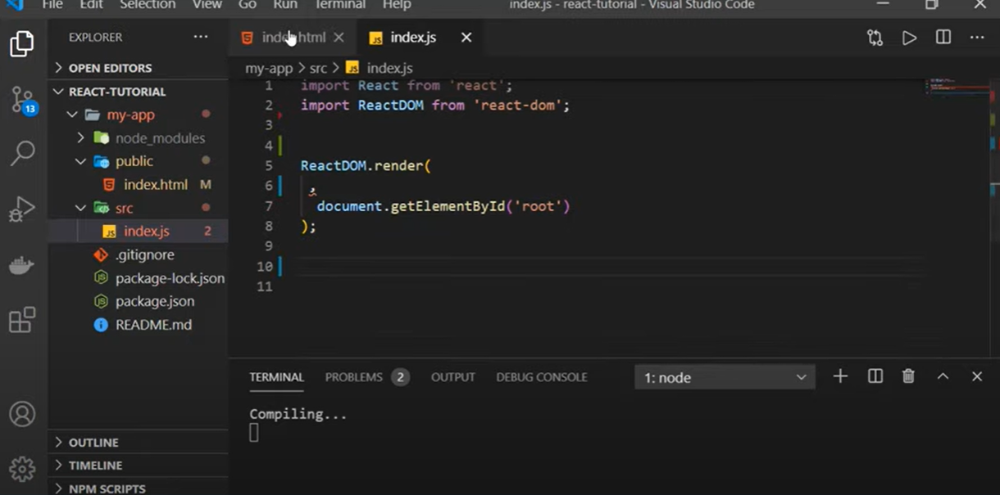 File Edit Selection View Go Run Terminal Help index.js - react-tutorial - Visual Studio Code
EXPLORER ...
OPEN EDITORS
REACT-TUTORIAL
my-app
node_modules
public
index.html M
src
index.js 2
.gitignore
package-lock.json
package.json
README.md
OUTLINE
TIMELINE
NPM SCRIPTS
13
index.html index.js
my-app > src > index.js
1 import React from 'react';
2 import ReactDOM from 'react-dom';
3
4
5 ReactDOM.render(
6 ,
7 document.getElementById('root')
8 );
9
10
11
TERMINAL PROBLEMS 2 OUTPUT DEBUG CONSOLE 1: node
Compiling...